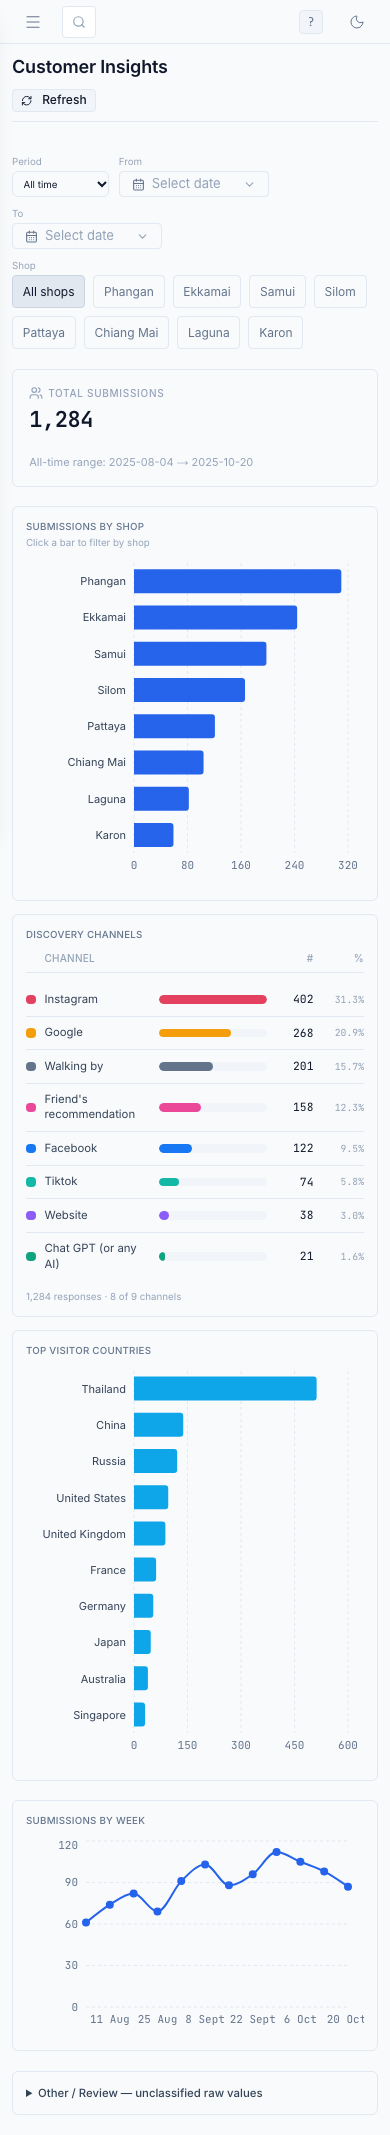 ?
Customer Insights
Refresh
Period
From
All time
Select date
To
Select date
Shop
All shops
Phangan
Ekkamai
Samui
Silom
Pattaya
Chiang Mai
Laguna
Karon
TOTAL SUBMISSIONS
1,284
All-time range: 2025-08-04 → 2025-10-20
SUBMISSIONS BY SHOP
Click a bar to filter by shop
Phangan
Ekkamai
Samui
Silom
Pattaya
Chiang Mai
Laguna
Karon
0 80 160 240 320
DISCOVERY CHANNELS
CHANNEL # %
Instagram 402 31.3%
Google 268 20.9%
Walking by 201 15.7%
Friend's
recommendation 158 12.3%
Facebook 122 9.5%
Tiktok 74 5.8%
Website 38 3.0%
Chat GPT (or any
AI) 21 1.6%
1,284 responses · 8 of 9 channels
TOP VISITOR COUNTRIES
Thailand
China
Russia
United States
United Kingdom
France
Germany
Japan
Australia
Singapore
0 150 300 450 600
SUBMISSIONS BY WEEK
120
90
60
30
0
11 Aug 25 Aug 8 Sept 22 Sept 6 Oct 20 Oct
Other / Review — unclassified raw values